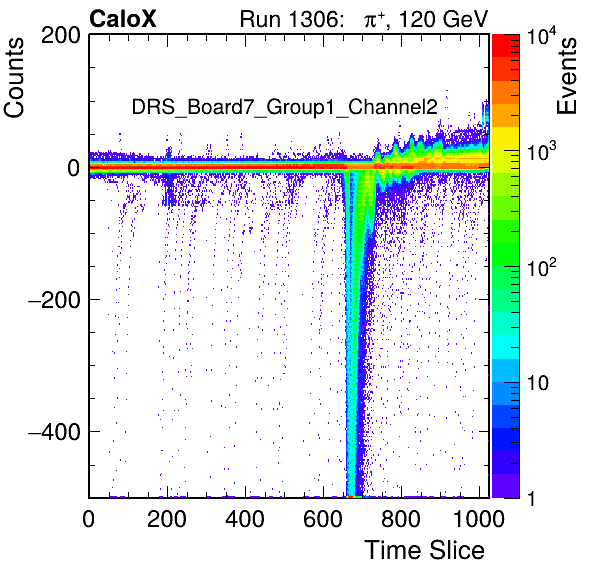 CaloX Run 1306: π⁺, 120 GeV
DRS_Board7_Group1_Channel2
Counts
200
0
−200
−400
0 200 400 600 800 1000
Time Slice
Events
10⁴
10³
10²
10
1